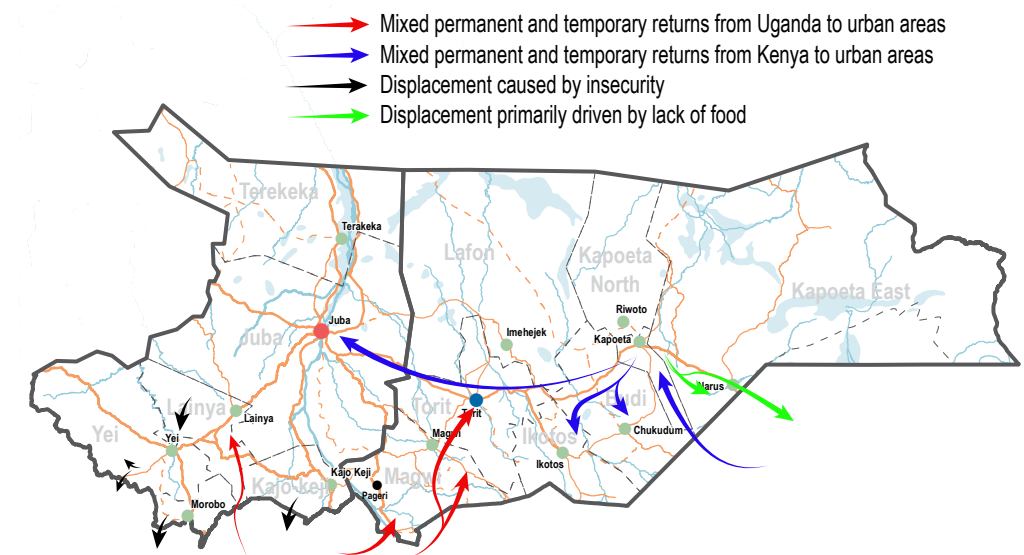 Mixed permanent and temporary returns from Uganda to urban areas
Mixed permanent and temporary returns from Kenya to urban areas
Displacement caused by insecurity
Displacement primarily driven by lack of food
Terekeka
Terakeka
Lafon
Kapoeta
North
Kapoeta East
Riwoto
Juba
Juba
Imehejek
Kapoeta
Narus
Lainya
Lainya
Torit
Torit
Budi
Yei
Yei
Magwi
Ikotos
Chukudum
Ikotos
Kajo Keji
Magwi
Kajo-keji
Pageri
Morobo